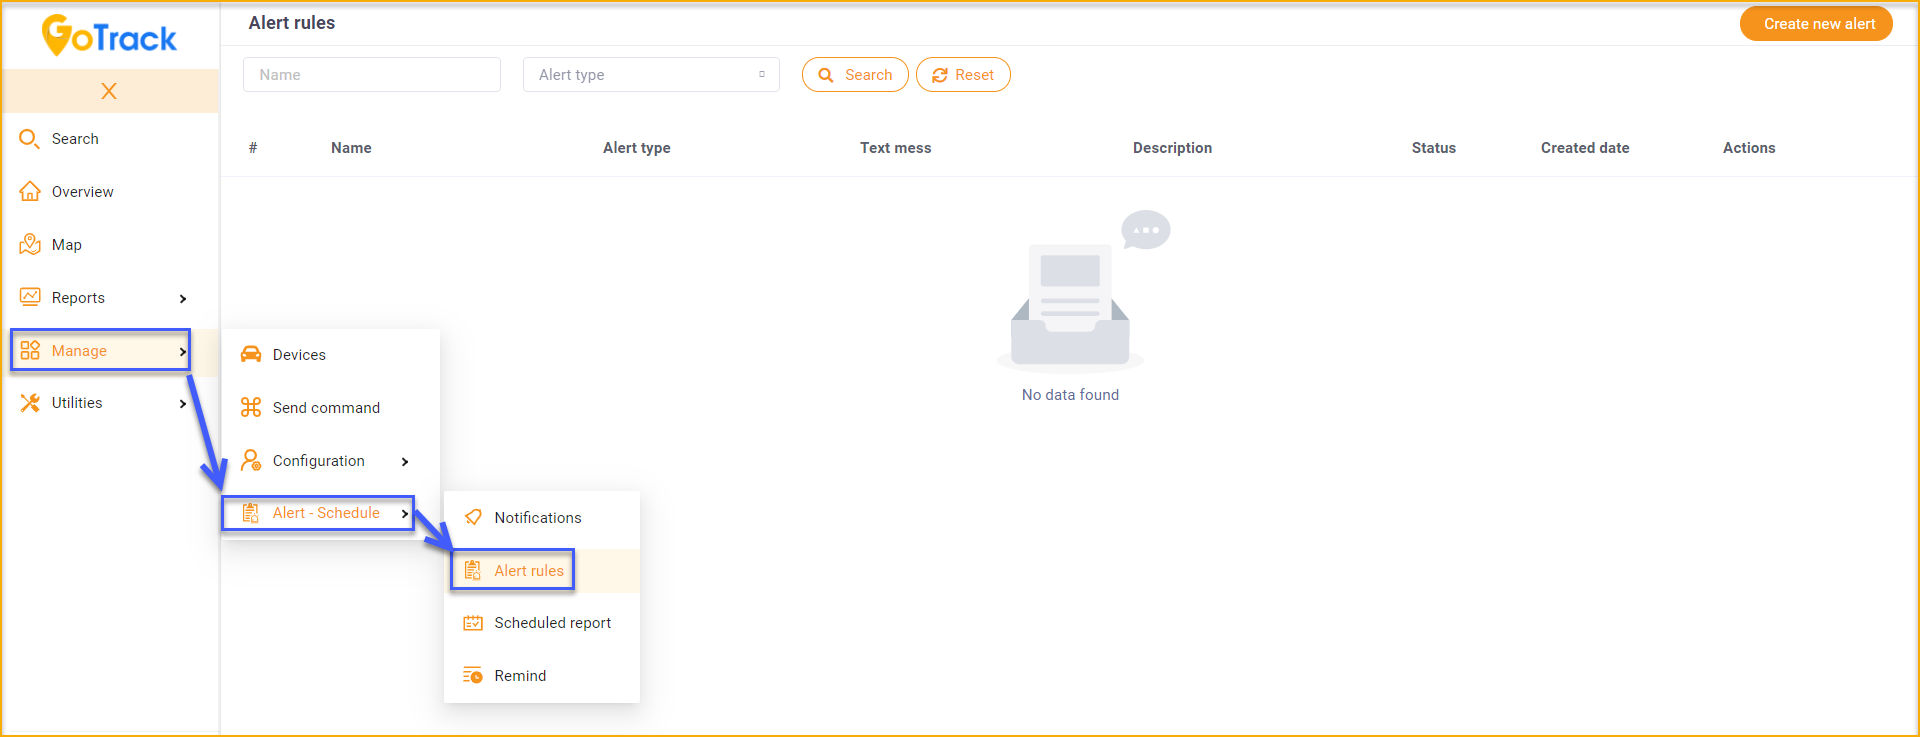 GoTrack
X
Search
Overview
Map
Reports
Manage
Utilities
Devices
Send command
Configuration
Alert - Schedule
Notifications
Alert rules
Scheduled report
Remind
Alert rules
Create new alert
Name
Alert type
Search
Reset
# Name Alert type Text mess Description Status Created date Actions
No data found